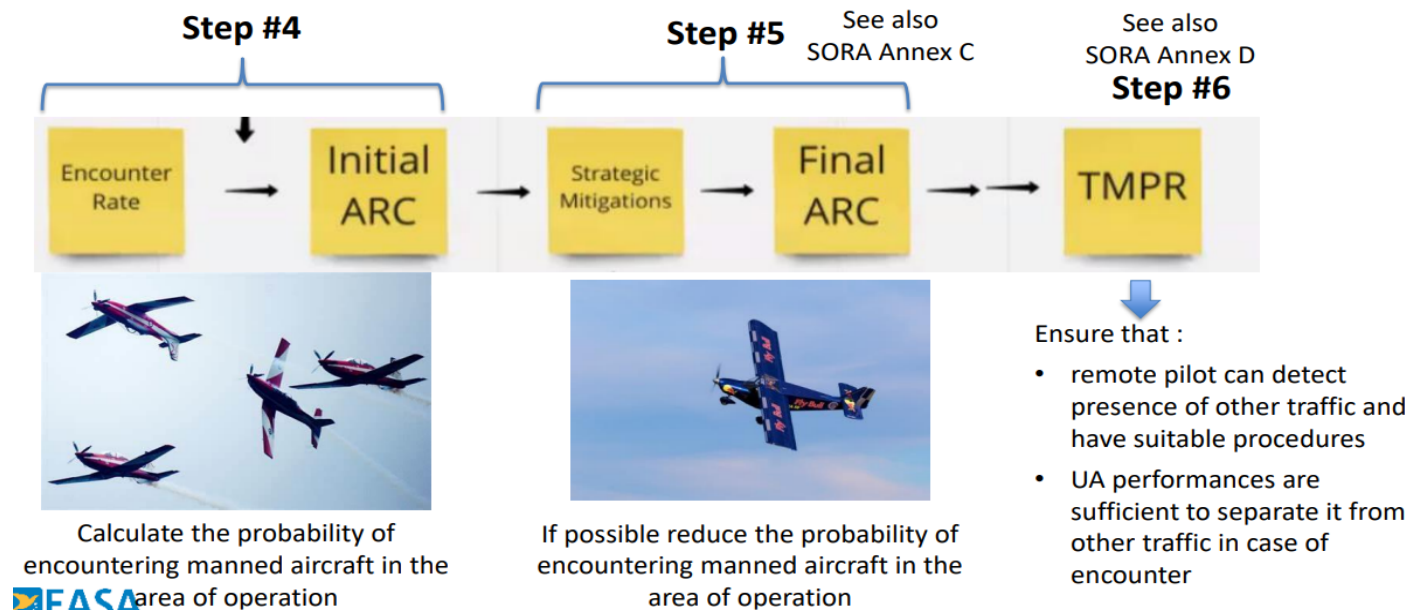 Step #4
Step #5
See also
SORA Annex C
See also
SORA Annex D
Step #6
Encounter
Rate
Initial
ARC
Strategic
Mitigations
Final
ARC
TMPR
Calculate the probability of
encountering manned aircraft in the
area of operation
If possible reduce the probability of
encountering manned aircraft in the
area of operation
Ensure that :
• remote pilot can detect
presence of other traffic and
have suitable procedures
• UA performances are
sufficient to separate it from
other traffic in case of
encounter
EASA